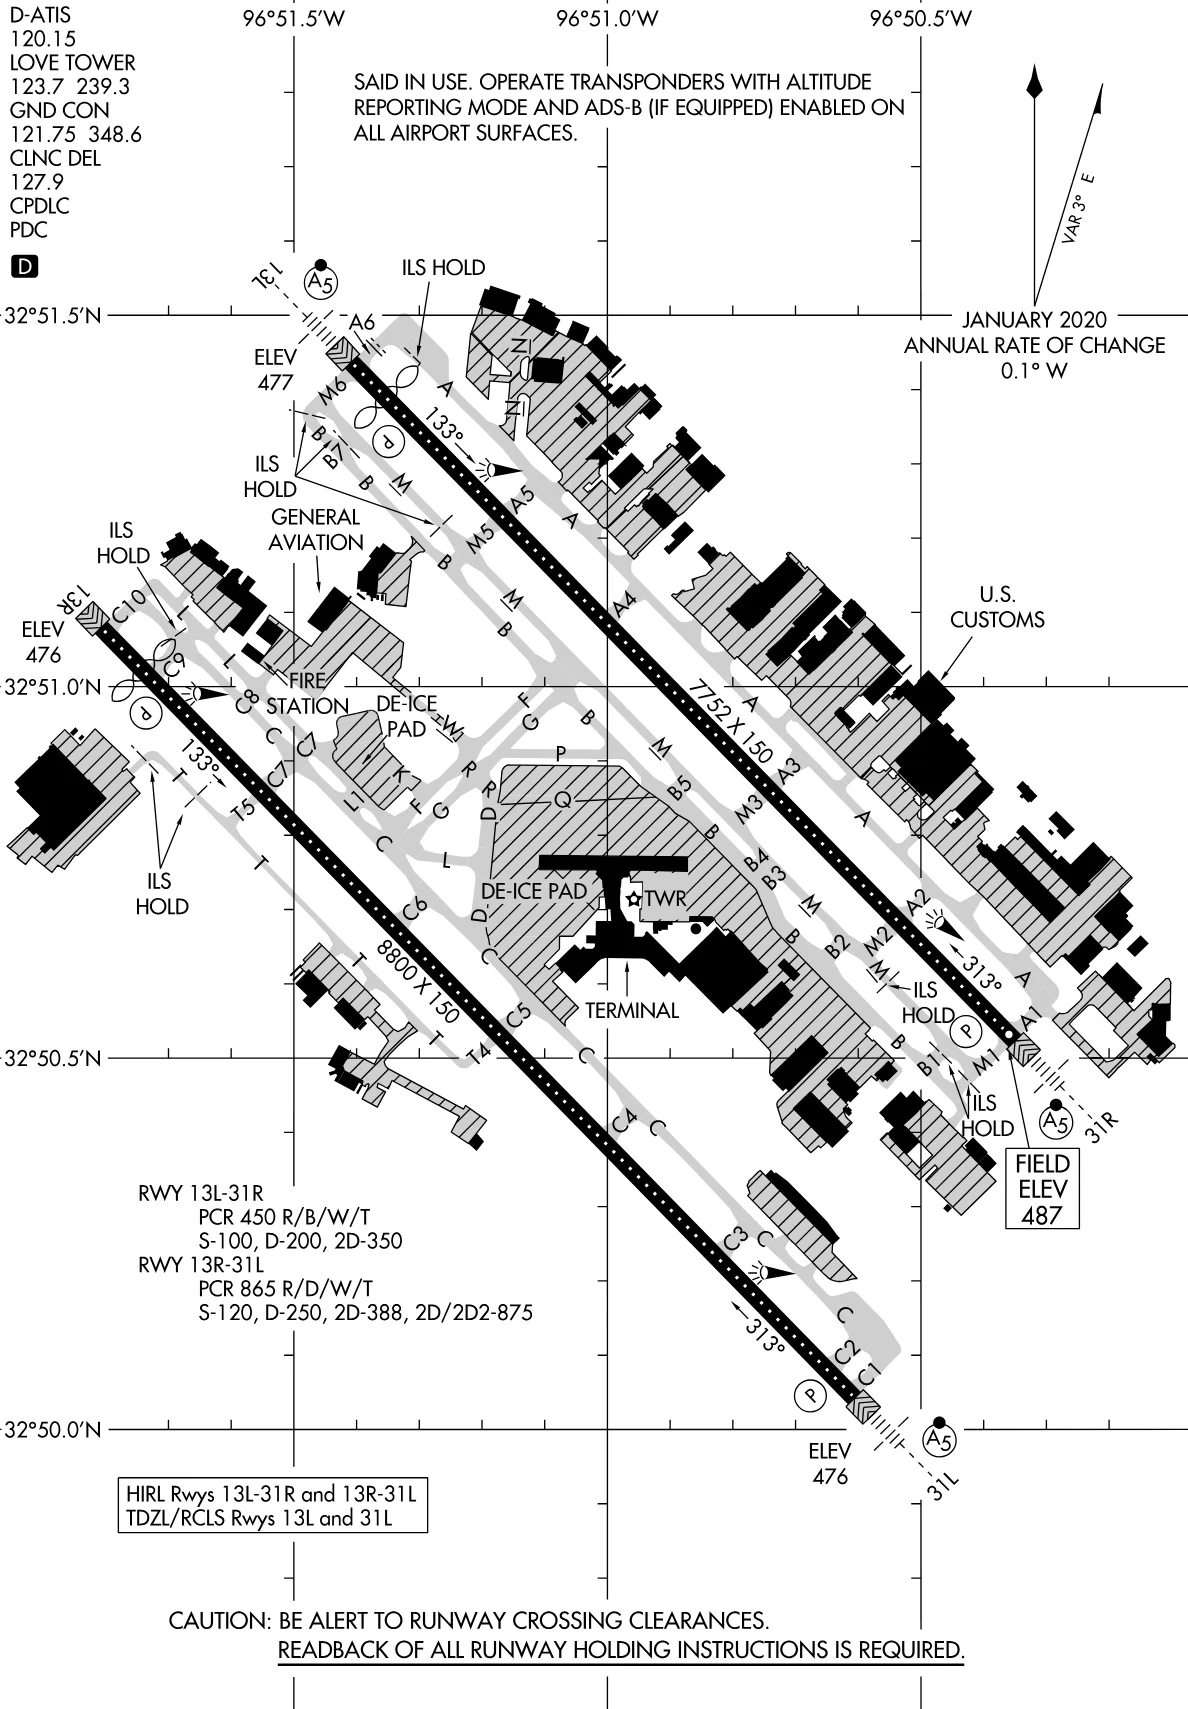 D-ATIS
120.15
LOVE TOWER
123.7 239.3
GND CON
121.75 348.6
CLNC DEL
127.9
CPDLC
PDC
D
96°51.5'W
96°51.0'W
96°50.5'W
SAID IN USE. OPERATE TRANSPONDERS WITH ALTITUDE
REPORTING MODE AND ADS-B (IF EQUIPPED) ENABLED ON
ALL AIRPORT SURFACES.
VAR 3° E
JANUARY 2020
ANNUAL RATE OF CHANGE
0.1° W
32°51.5'N
13L
A5
ILS HOLD
A6
ELEV
477
M6
A
N
N
133°
P
B
B7
B
M
ILS
HOLD
A5
A
M5
B
GENERAL
AVIATION
ILS
HOLD
M
B
A4
U.S.
CUSTOMS
13R
C10
L
ELEV
476
C9
L
P
32°51.0'N
C8
FIRE
STATION
DE-ICE
PAD
W
F
G
B
M
A
7752 X 150
C
C7
C7
133°
T
T5
L1
K
R
R
D
F
G
P
Q
B5
A3
M3
A
B
ILS
HOLD
T
C
L
B4
B3
DE-ICE PAD
TWR
D
C6
M
A2
B
B2
M2
M
C
T
8800 X 150
TERMINAL
ILS
HOLD
313°
A
A1
P
C5
T
T4
C
32°50.5'N
B
B1
M1
ILS
HOLD
A5
31R
C4
C
FIELD
ELEV
487
RWY 13L-31R
PCR 450 R/B/W/T
S-100, D-200, 2D-350
RWY 13R-31L
PCR 865 R/D/W/T
S-120, D-250, 2D-388, 2D/2D2-875
C3
C
313°
C
C2
C1
P
32°50.0'N
ELEV
476
A5
31L
HIRL Rwys 13L-31R and 13R-31L
TDZL/RCLS Rwys 13L and 31L
CAUTION: BE ALERT TO RUNWAY CROSSING CLEARANCES.
READBACK OF ALL RUNWAY HOLDING INSTRUCTIONS IS REQUIRED.